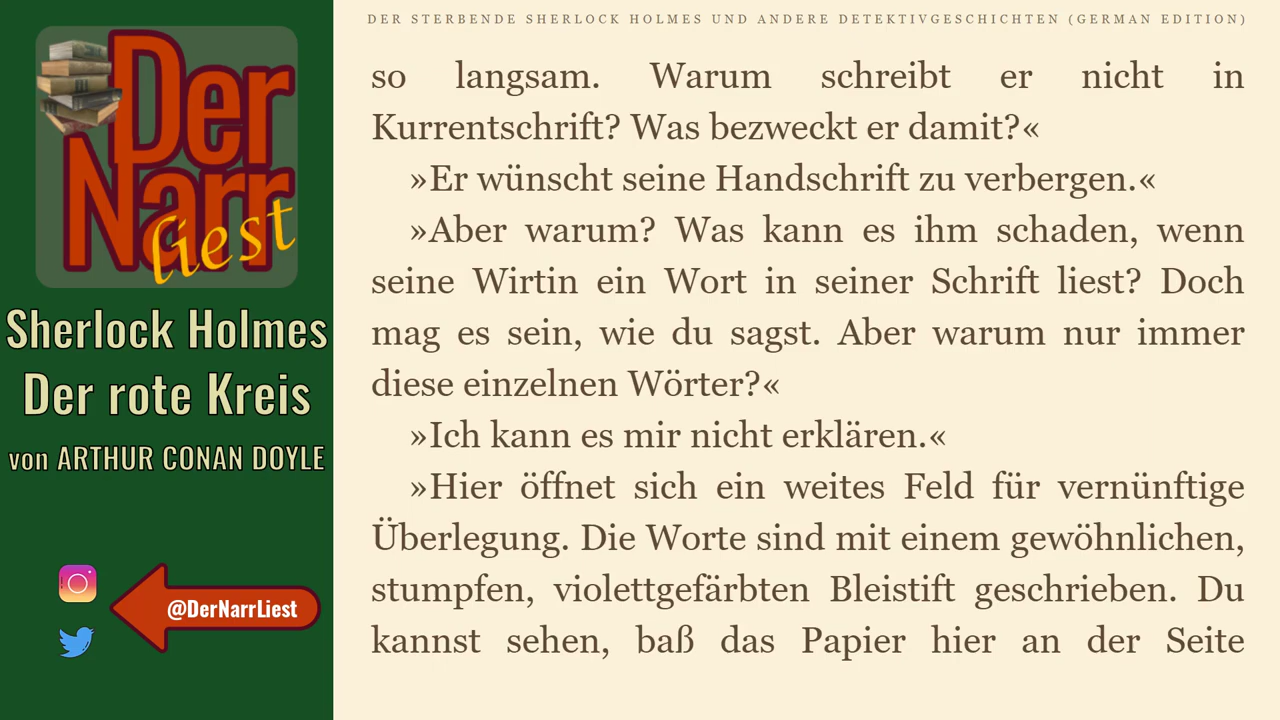 Der
Narr
liest
Sherlock Holmes
Der rote Kreis
von ARTHUR CONAN DOYLE
@DerNarrLiest
DER STERBENDE SHERLOCK HOLMES UND ANDERE DETEKTIVGESCHICHTEN (GERMAN EDITION)
so langsam. Warum schreibt er nicht in
Kurrentschrift? Was bezweckt er damit?«
»Er wünscht seine Handschrift zu verbergen.«
»Aber warum? Was kann es ihm schaden, wenn
seine Wirtin ein Wort in seiner Schrift liest? Doch
mag es sein, wie du sagst. Aber warum nur immer
diese einzelnen Wörter?«
»Ich kann es mir nicht erklären.«
»Hier öffnet sich ein weites Feld für vernünftige
Überlegung. Die Worte sind mit einem gewöhnlichen,
stumpfen, violettgefärbten Bleistift geschrieben. Du
kannst sehen, baß das Papier hier an der Seite